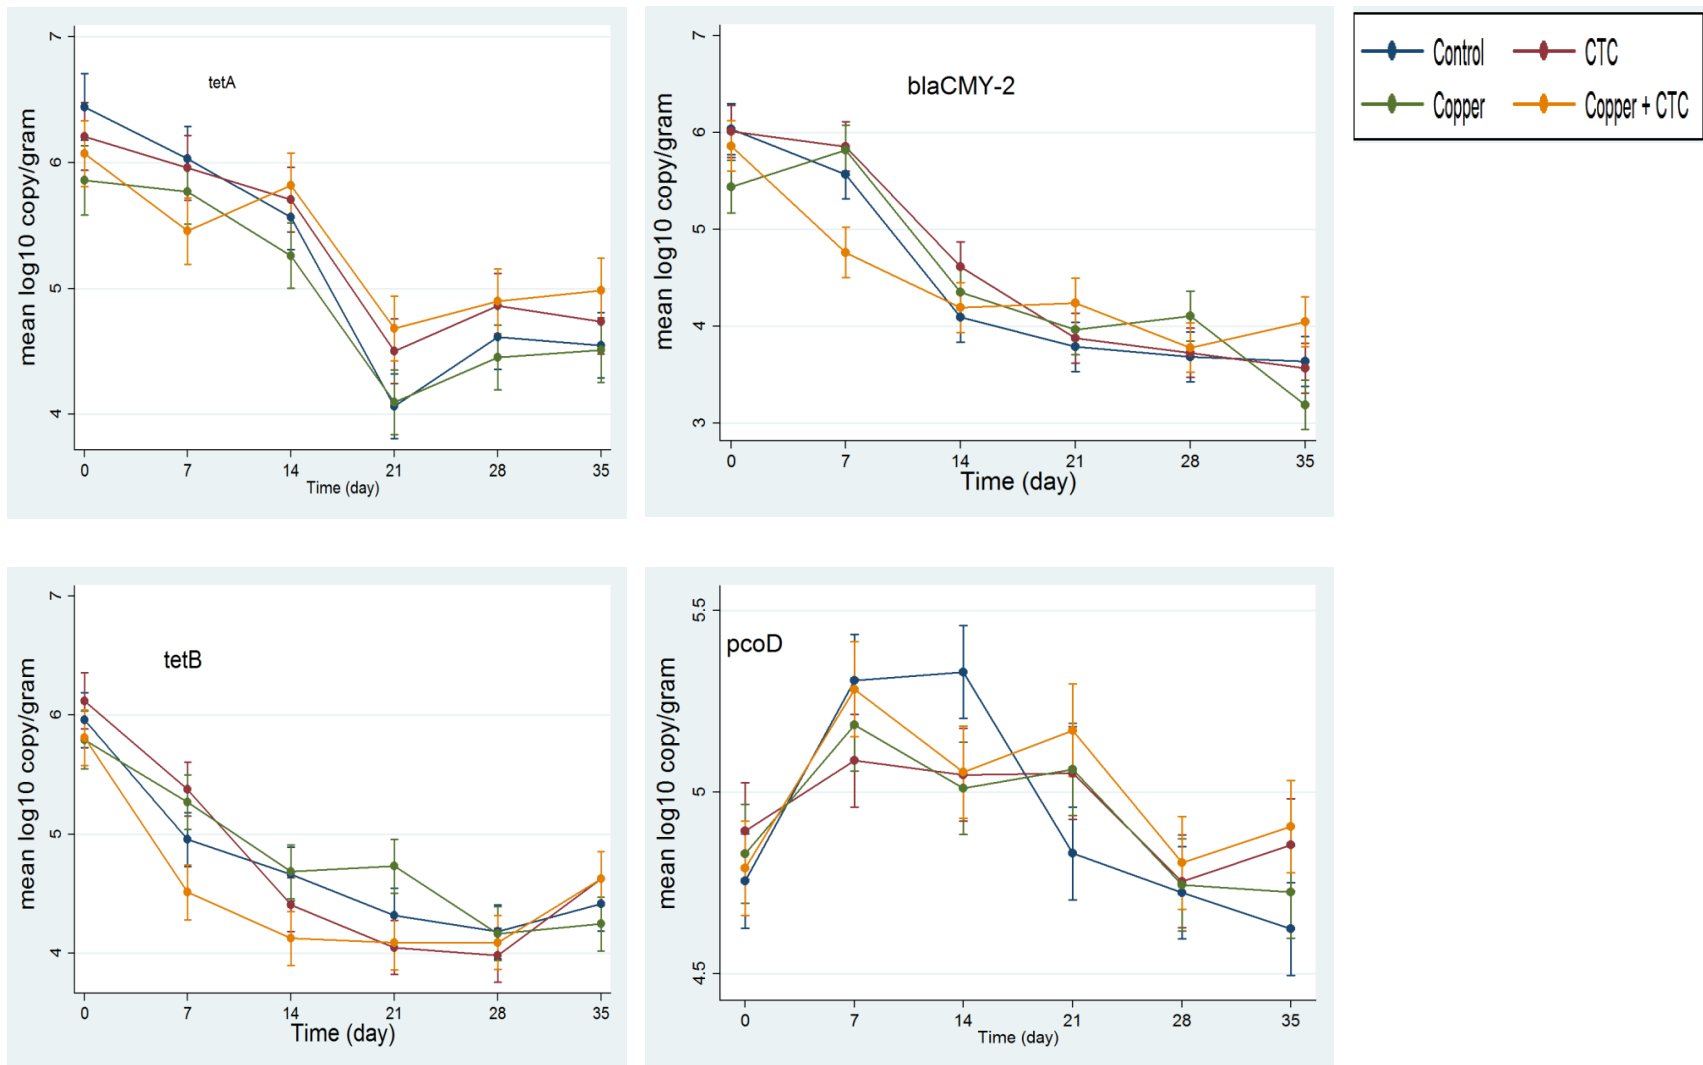 tetA
mean log10 copy/gram
7
6
5
4
0 7 14 21 28 35
Time (day)
blaCMY-2
mean log10 copy/gram
7
6
5
4
3
0 7 14 21 28 35
Time (day)
Control CTC
Copper Copper + CTC
tetB
mean log10 copy/gram
7
6
5
4
0 7 14 21 28 35
Time (day)
pcoD
mean log10 copy/gram
5.5
5
4.5
0 7 14 21 28 35
Time (day)